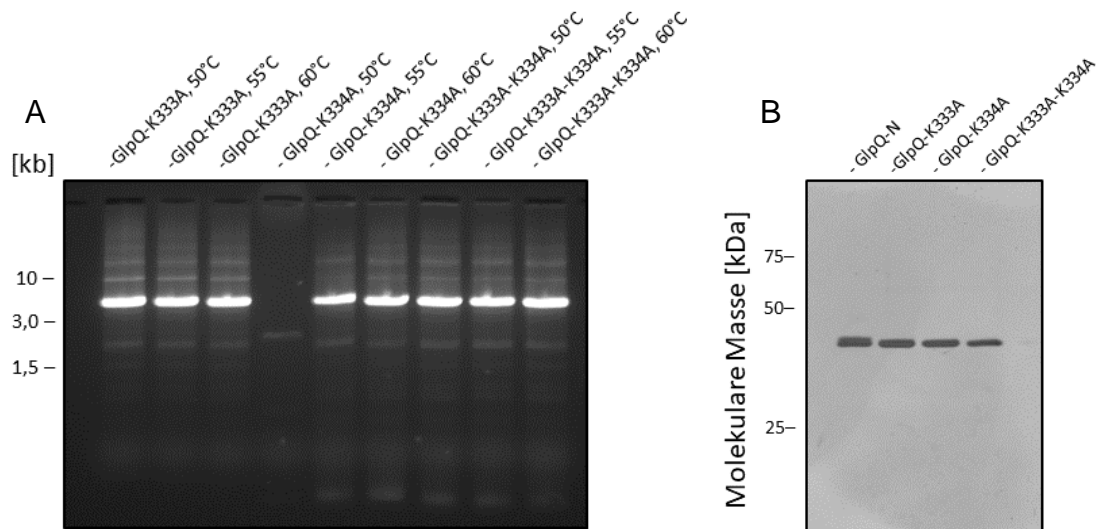 A
[kb]
-GlpQ-K333A, 50°C
-GlpQ-K333A, 55°C
-GlpQ-K333A, 60°C
-GlpQ-K334A, 50°C
- GlpQ-K334A, 55°C
- GlpQ-K334A, 60°C
- GlpQ-K333A-K334A, 50°C
- GlpQ-K333A-K334A, 55°C
- GlpQ-K333A-K334A, 60°C
10 –
3,0 –
1,5 –
B
Molekulare Masse [kDa]
- GlpQ-N
-GlpQ-K333A
- GlpQ-K334A
- GlpQ-K333A-K334A
75–
50–
25–